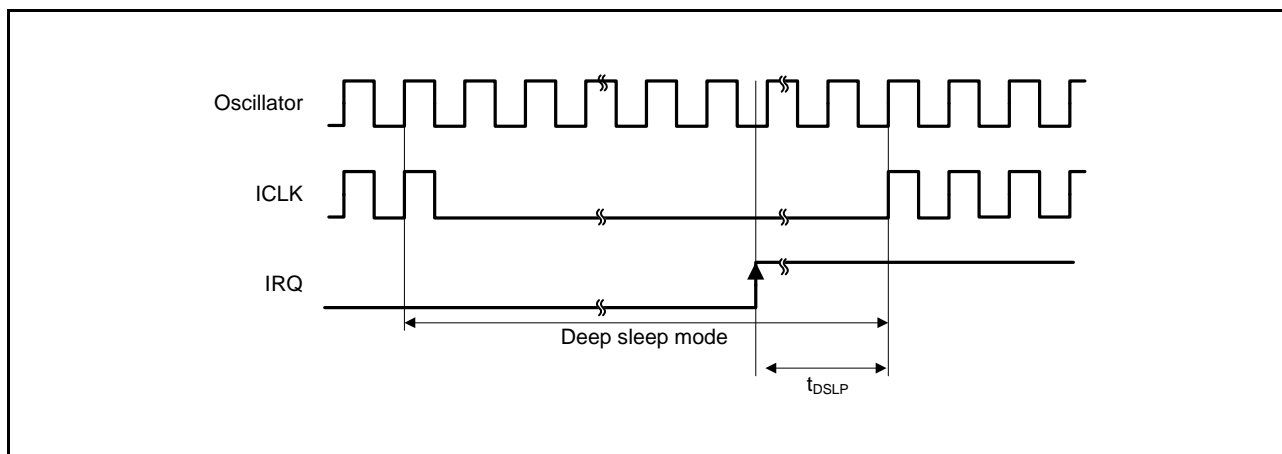 Oscillator
ICLK
IRQ
Deep sleep mode
tDSLP